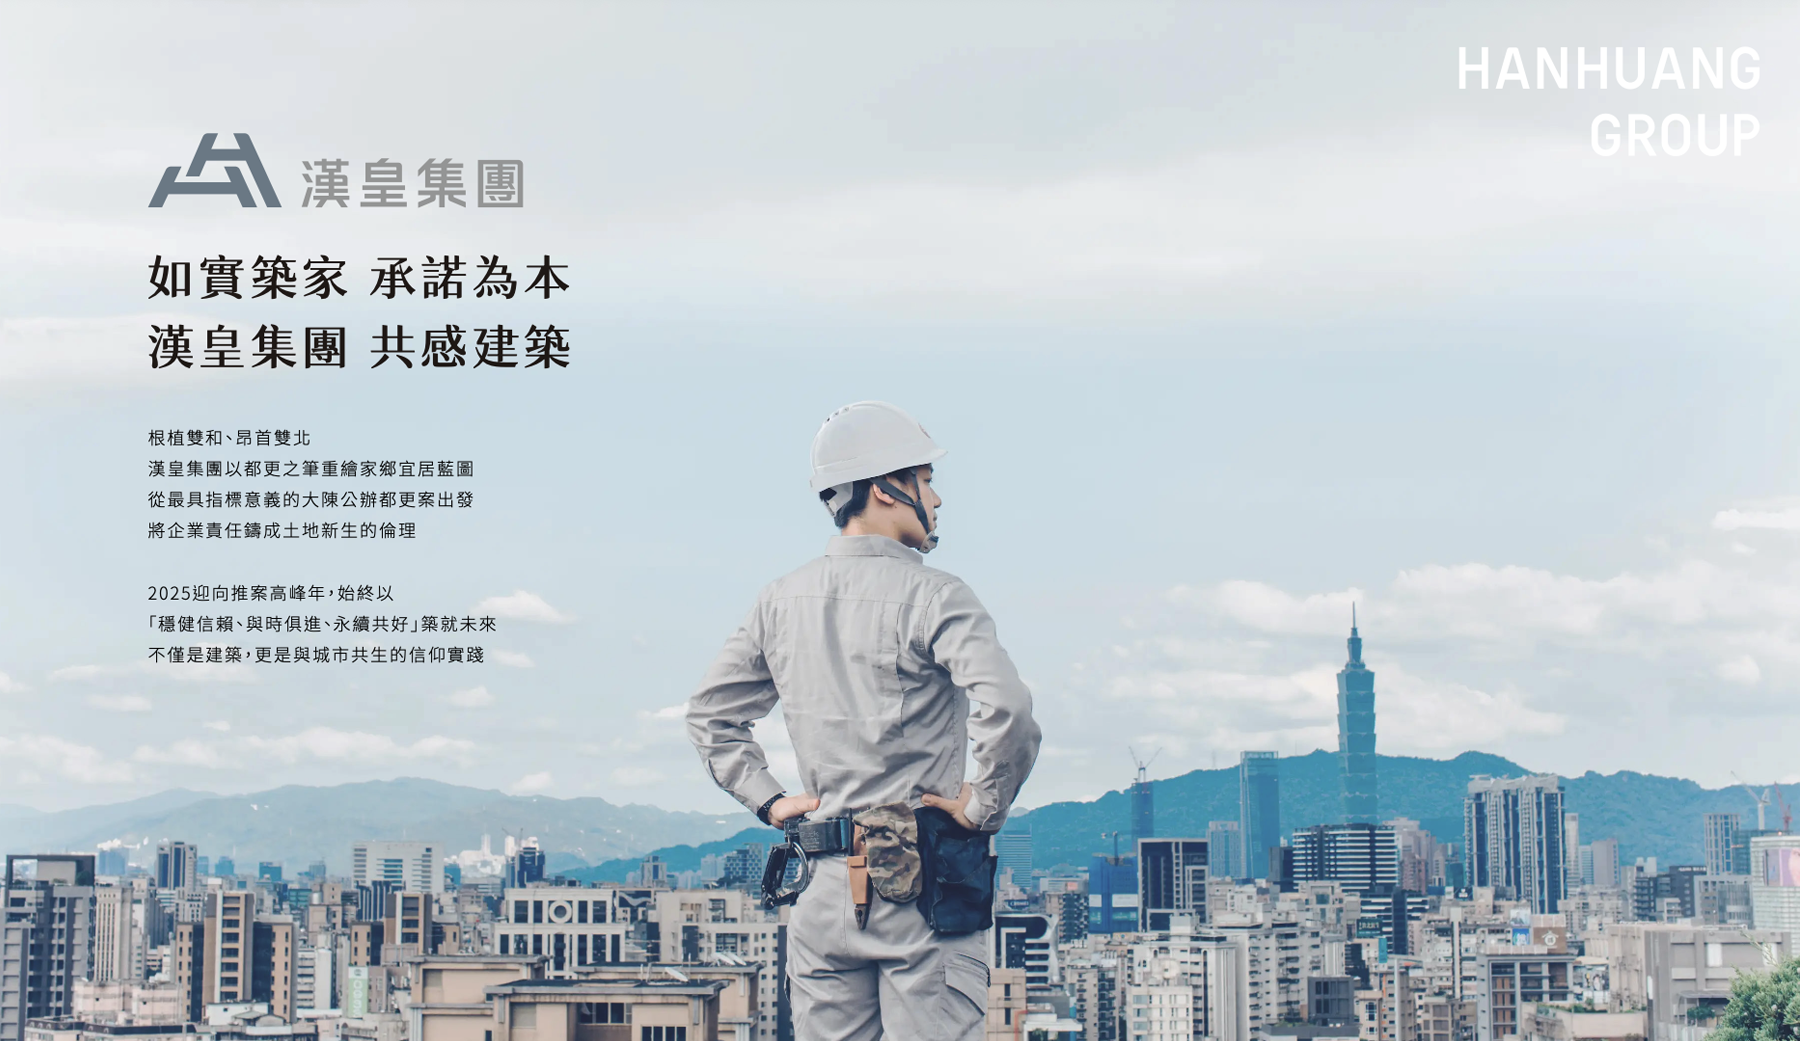 HANHUANG
GROUP
漢皇集團
如實築家 承諾為本
漢皇集團 共感建築
根植雙和、昂首雙北
漢皇集團以都更之筆重繪家鄉宜居藍圖
從最具指標意義的大陳公辦都更案出發
將企業責任鑄成土地新生的倫理
2025迎向推案高峰年，始終以
「穩健信賴、與時俱進、永續共好」築就未來
不僅是建築，更是與城市共生的信仰實踐